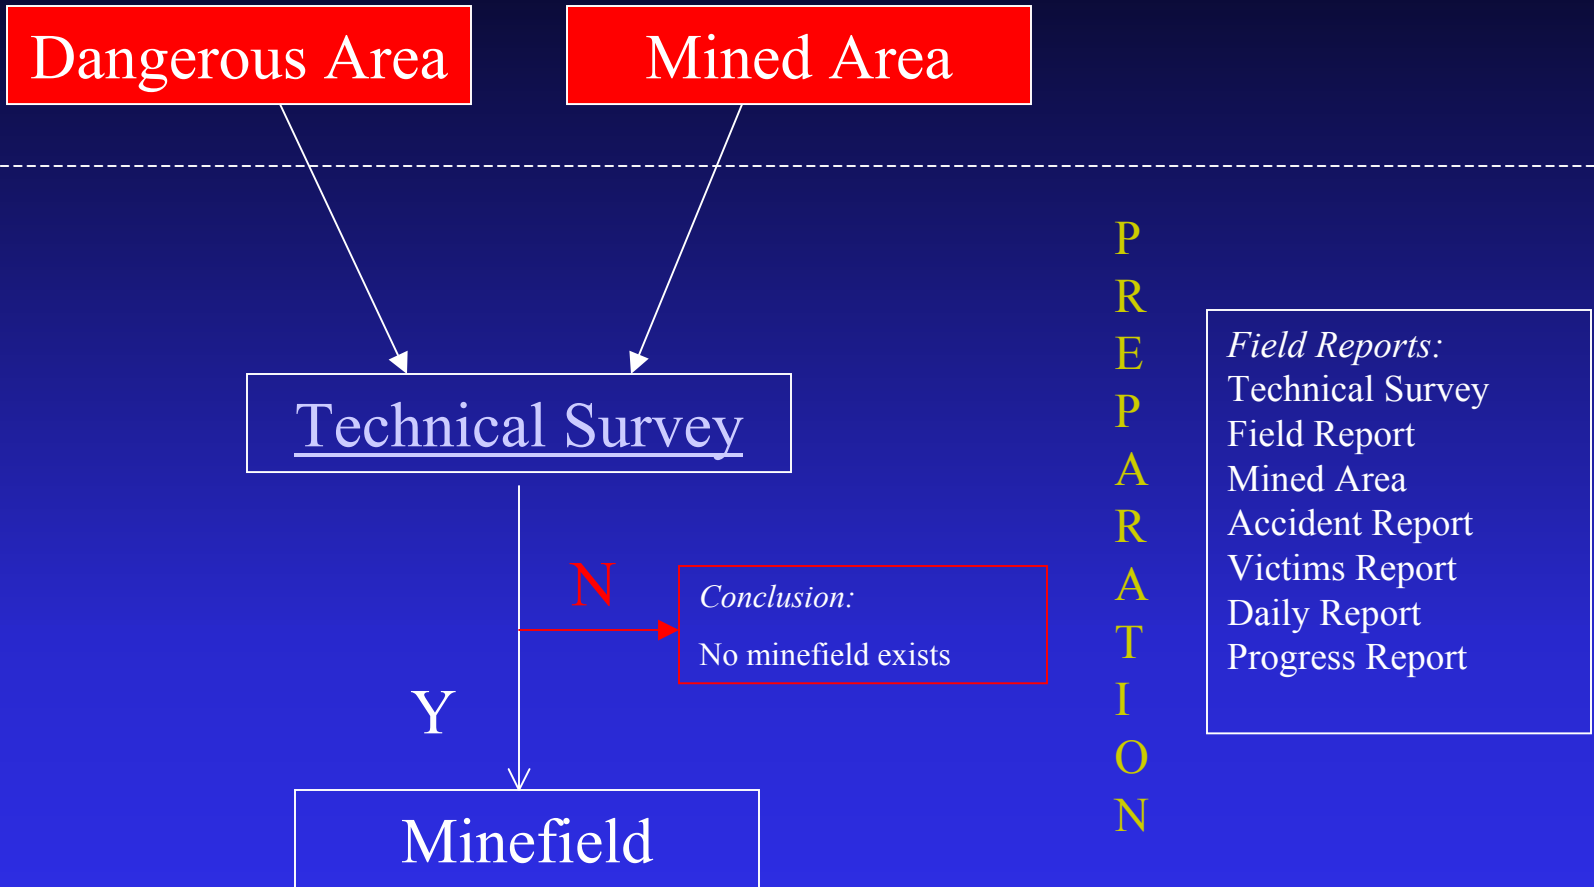 Dangerous Area
Mined Area
Technical Survey
N
Conclusion:
No minefield exists
Y
Minefield
P
R
E
P
A
R
A
T
I
O
N
Field Reports:
Technical Survey
Field Report
Mined Area
Accident Report
Victims Report
Daily Report
Progress Report